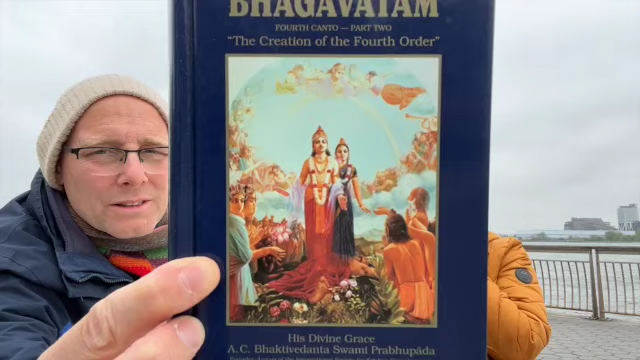 BHAGAVATAM
FOURTH CANTO — PART TWO
"The Creation of the Fourth Order"
His Divine Grace
A.C. Bhaktivedanta Swami Prabhupāda